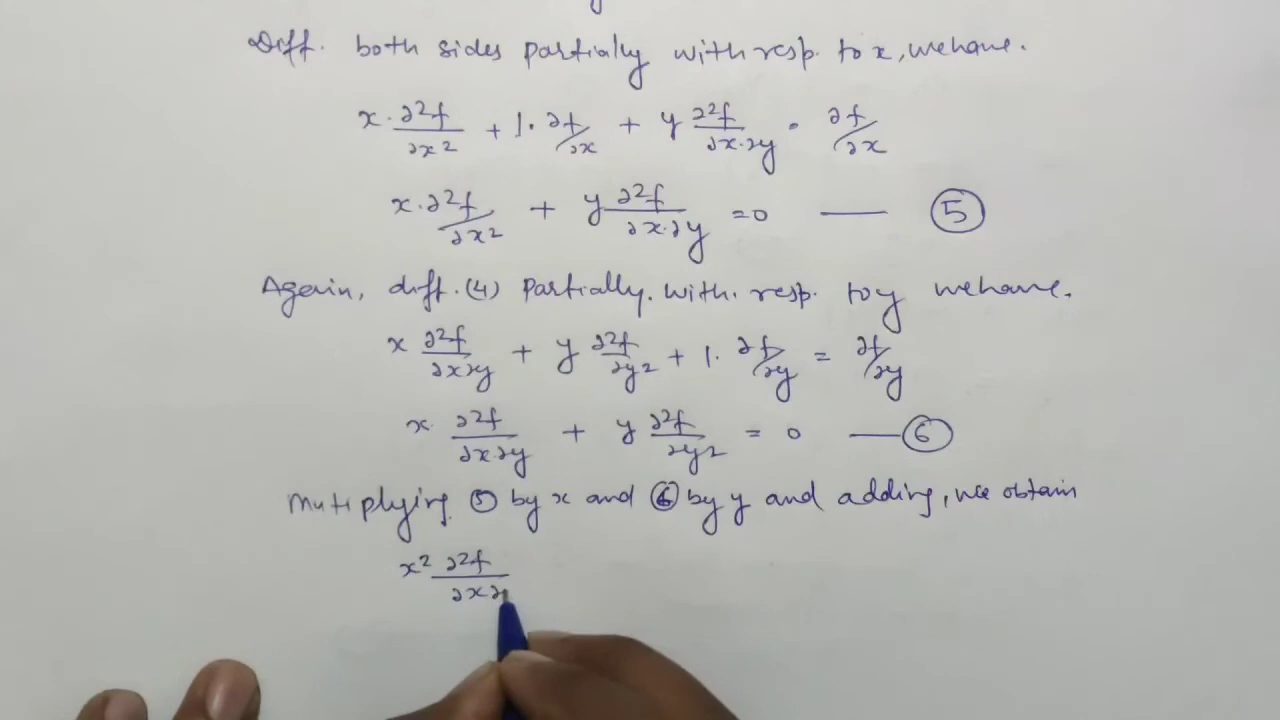 Diff. both sides partially with resp. to x, we have.
x · ∂²f/∂x² + 1 · ∂f/∂x + y ∂²f/∂x·∂y = ∂f/∂x
x · ∂²f/∂x² + y ∂²f/∂x·∂y = 0 —— ⑤
Again, diff. (4) Partially. with. resp. to y we have.
x ∂²f/∂x∂y + y ∂²f/∂y² + 1 · ∂f/∂y = ∂f/∂y
x · ∂²f/∂x·∂y + y ∂²f/∂y² = 0 —— ⑥
Mutiplying ⑤ by x and ⑥ by y and adding, we obtain
x² ∂²f/∂x∂